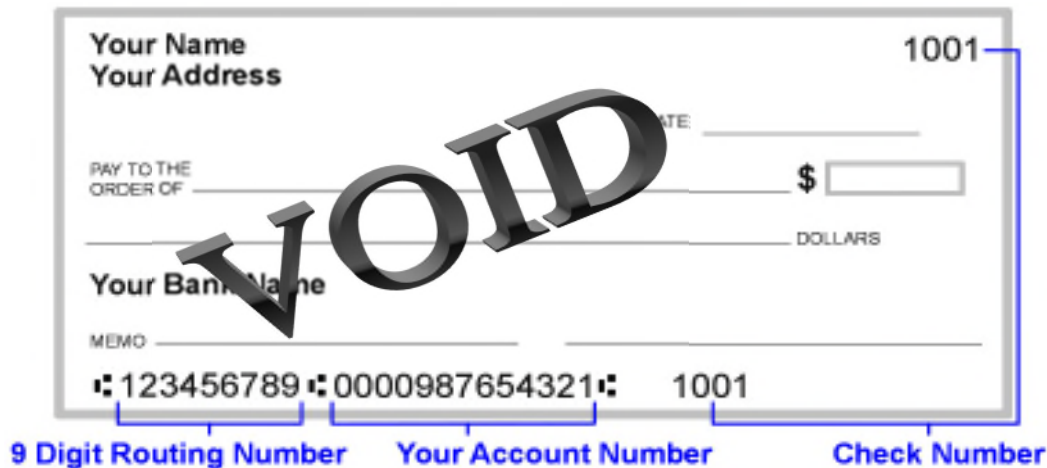 Your Name
1001
Your Address
ATE:
PAY TO THE
ORDER OF
$
DOLLARS
VOID
Your Bank Name
MEMO
⑆123456789⑆0000987654321⑆ 1001
9 Digit Routing Number Your Account Number Check Number